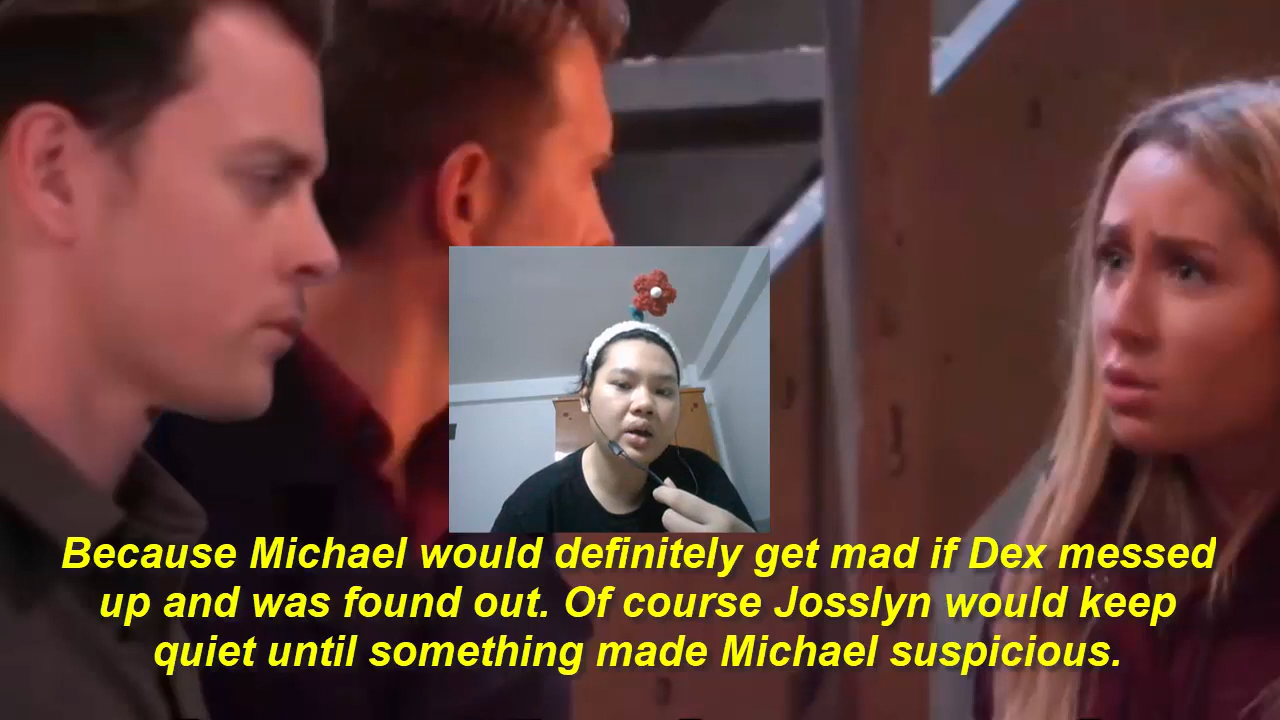 Because Michael would definitely get mad if Dex messed
up and was found out. Of course Josslyn would keep
quiet until something made Michael suspicious.